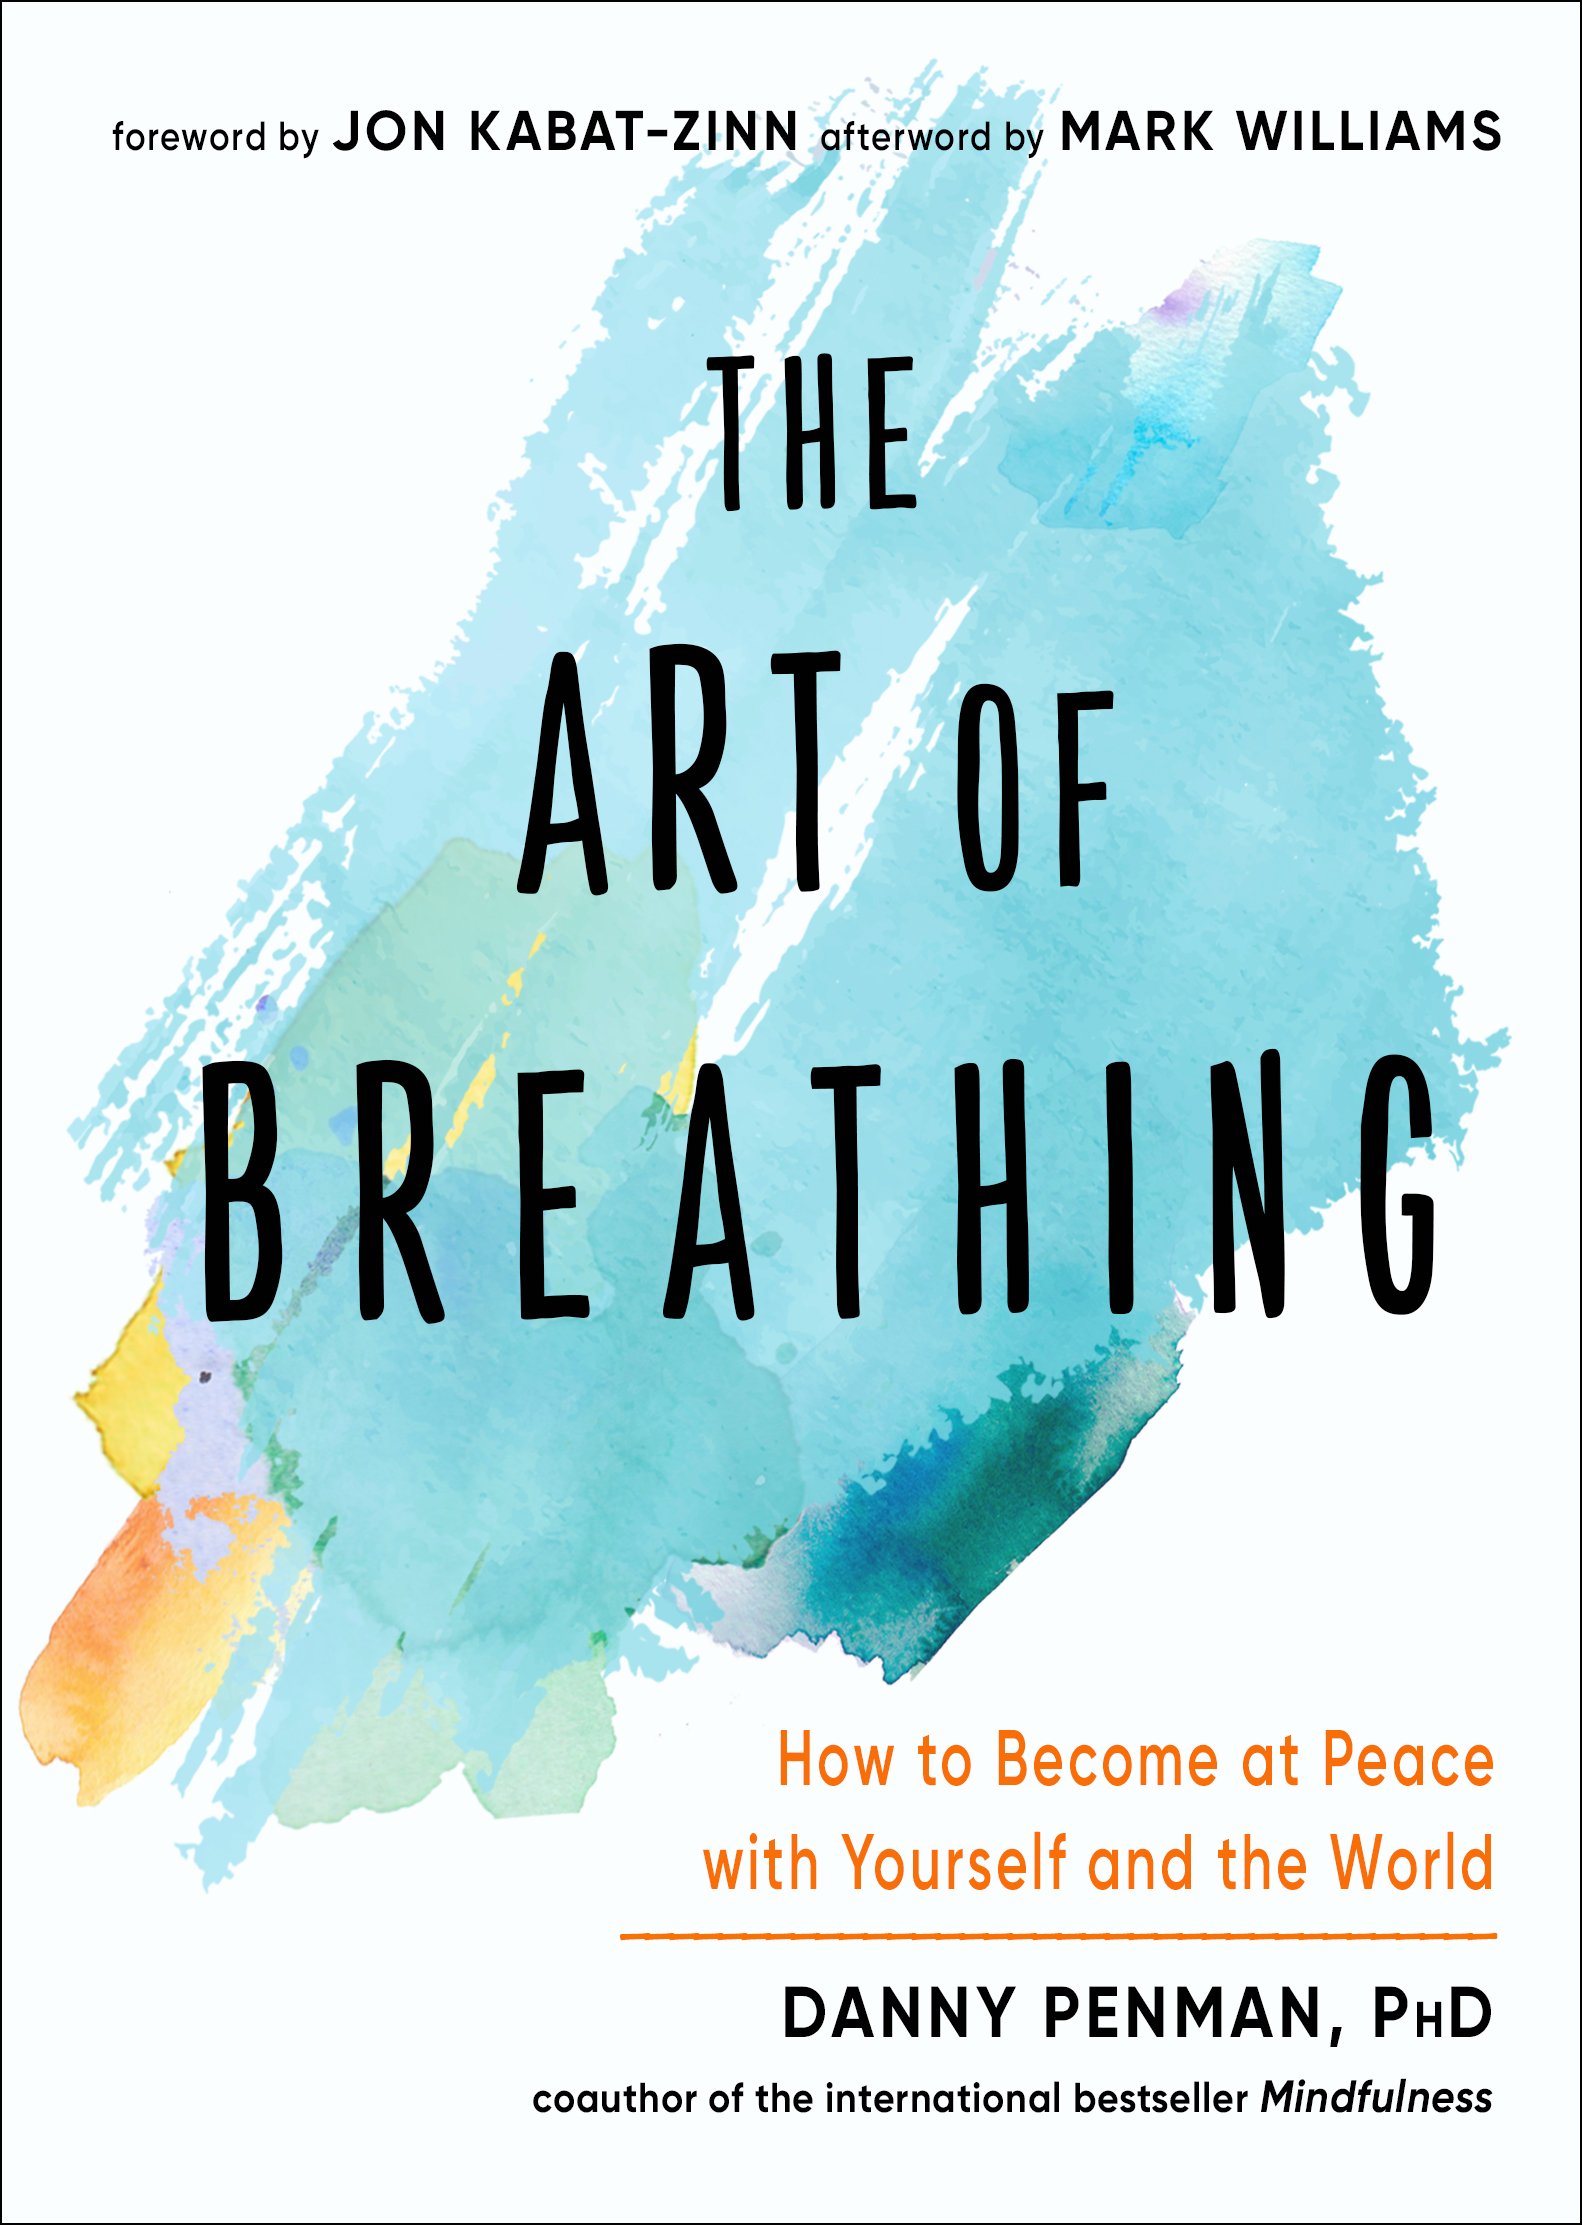 foreword by JON KABAT-ZINN afterword by MARK WILLIAMS
THE
ART OF
BREATHING
How to Become at Peace
with Yourself and the World
DANNY PENMAN, PHD
coauthor of the international bestseller Mindfulness